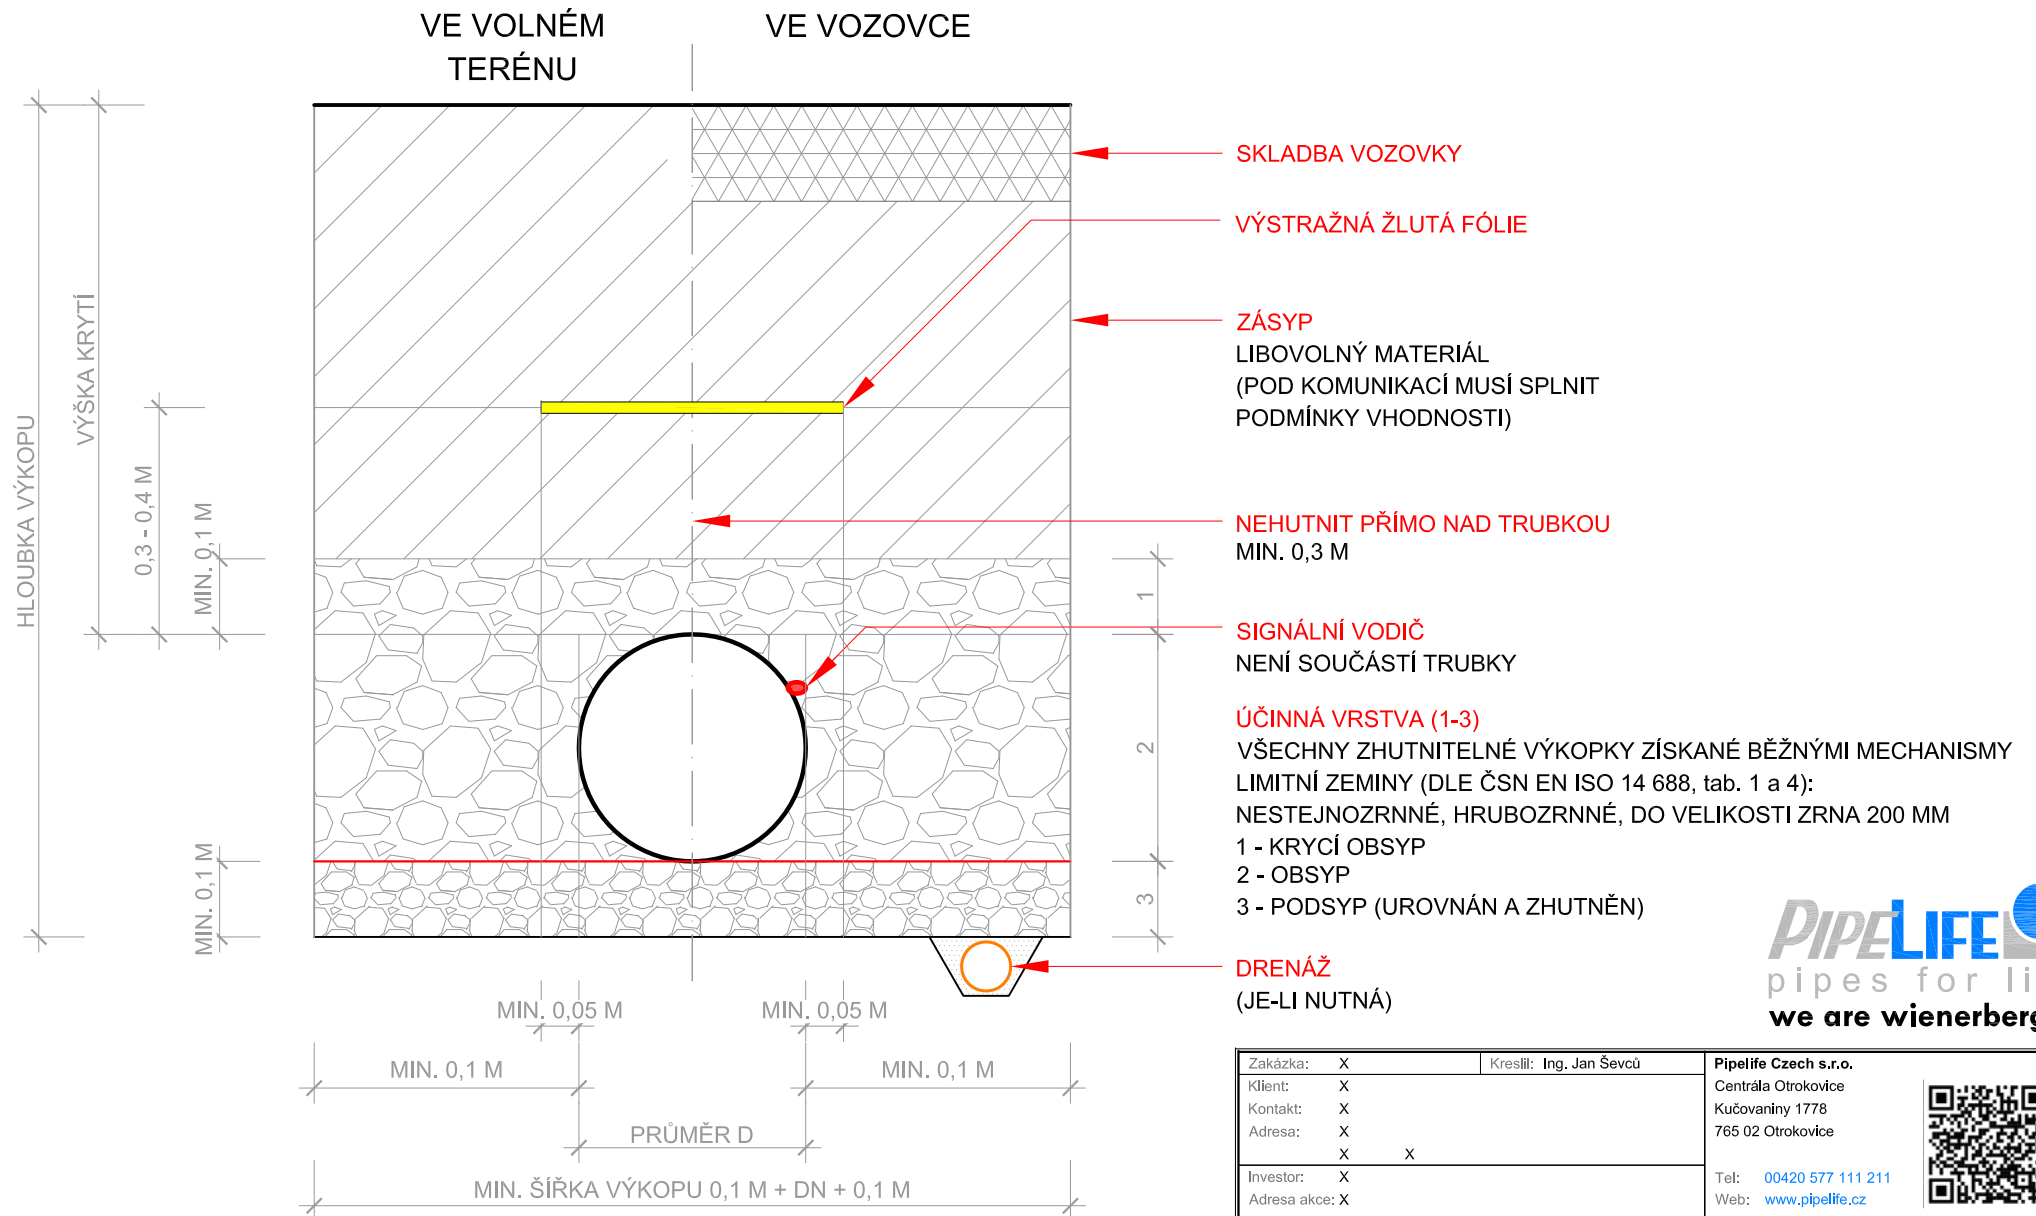 VE VOLNÉM
TERÉNU
VE VOZOVCE
HLOUBKA VÝKOPU
VÝŠKA KRYTÍ
0,3 - 0,4 M
MIN. 0,1 M
MIN. 0,1 M
SKLADBA VOZOVKY
VÝSTRAŽNÁ ŽLUTÁ FÓLIE
ZÁSYP
LIBOVOLNÝ MATERIÁL
(POD KOMUNIKACÍ MUSÍ SPLNIT
PODMÍNKY VHODNOSTI)
NEHUTNIT PŘÍMO NAD TRUBKOU
MIN. 0,3 M
1
2
3
SIGNÁLNÍ VODIČ
NENÍ SOUČÁSTÍ TRUBKY
ÚČINNÁ VRSTVA (1-3)
VŠECHNY ZHUTNITELNÉ VÝKOPKY ZÍSKANÉ BĚŽNÝMI MECHANISMY
LIMITNÍ ZEMINY (DLE ČSN EN ISO 14 688, tab. 1 a 4):
NESTEJNOZRNNÉ, HRUBOZRNNÉ, DO VELIKOSTI ZRNA 200 MM
1 - KRYCÍ OBSYP
2 - OBSYP
3 - PODSYP (UROVNÁN A ZHUTNĚN)
DRENÁŽ
(JE-LI NUTNÁ)
MIN. 0,05 M
MIN. 0,05 M
MIN. 0,1 M
MIN. 0,1 M
PRŮMĚR D
MIN. ŠÍŘKA VÝKOPU 0,1 M + DN + 0,1 M
PIPELIFE
pipes for li
we are wienerberg
Zakázka: X
Kreslil: Ing. Jan Ševců
Klient: X
Kontakt: X
Adresa: X
X X
Investor: X
Adresa akce: X
Pipelife Czech s.r.o.
Centrála Otrokovice
Kučovaniny 1778
765 02 Otrokovice
Tel: 00420 577 111 211
Web: www.pipelife.cz